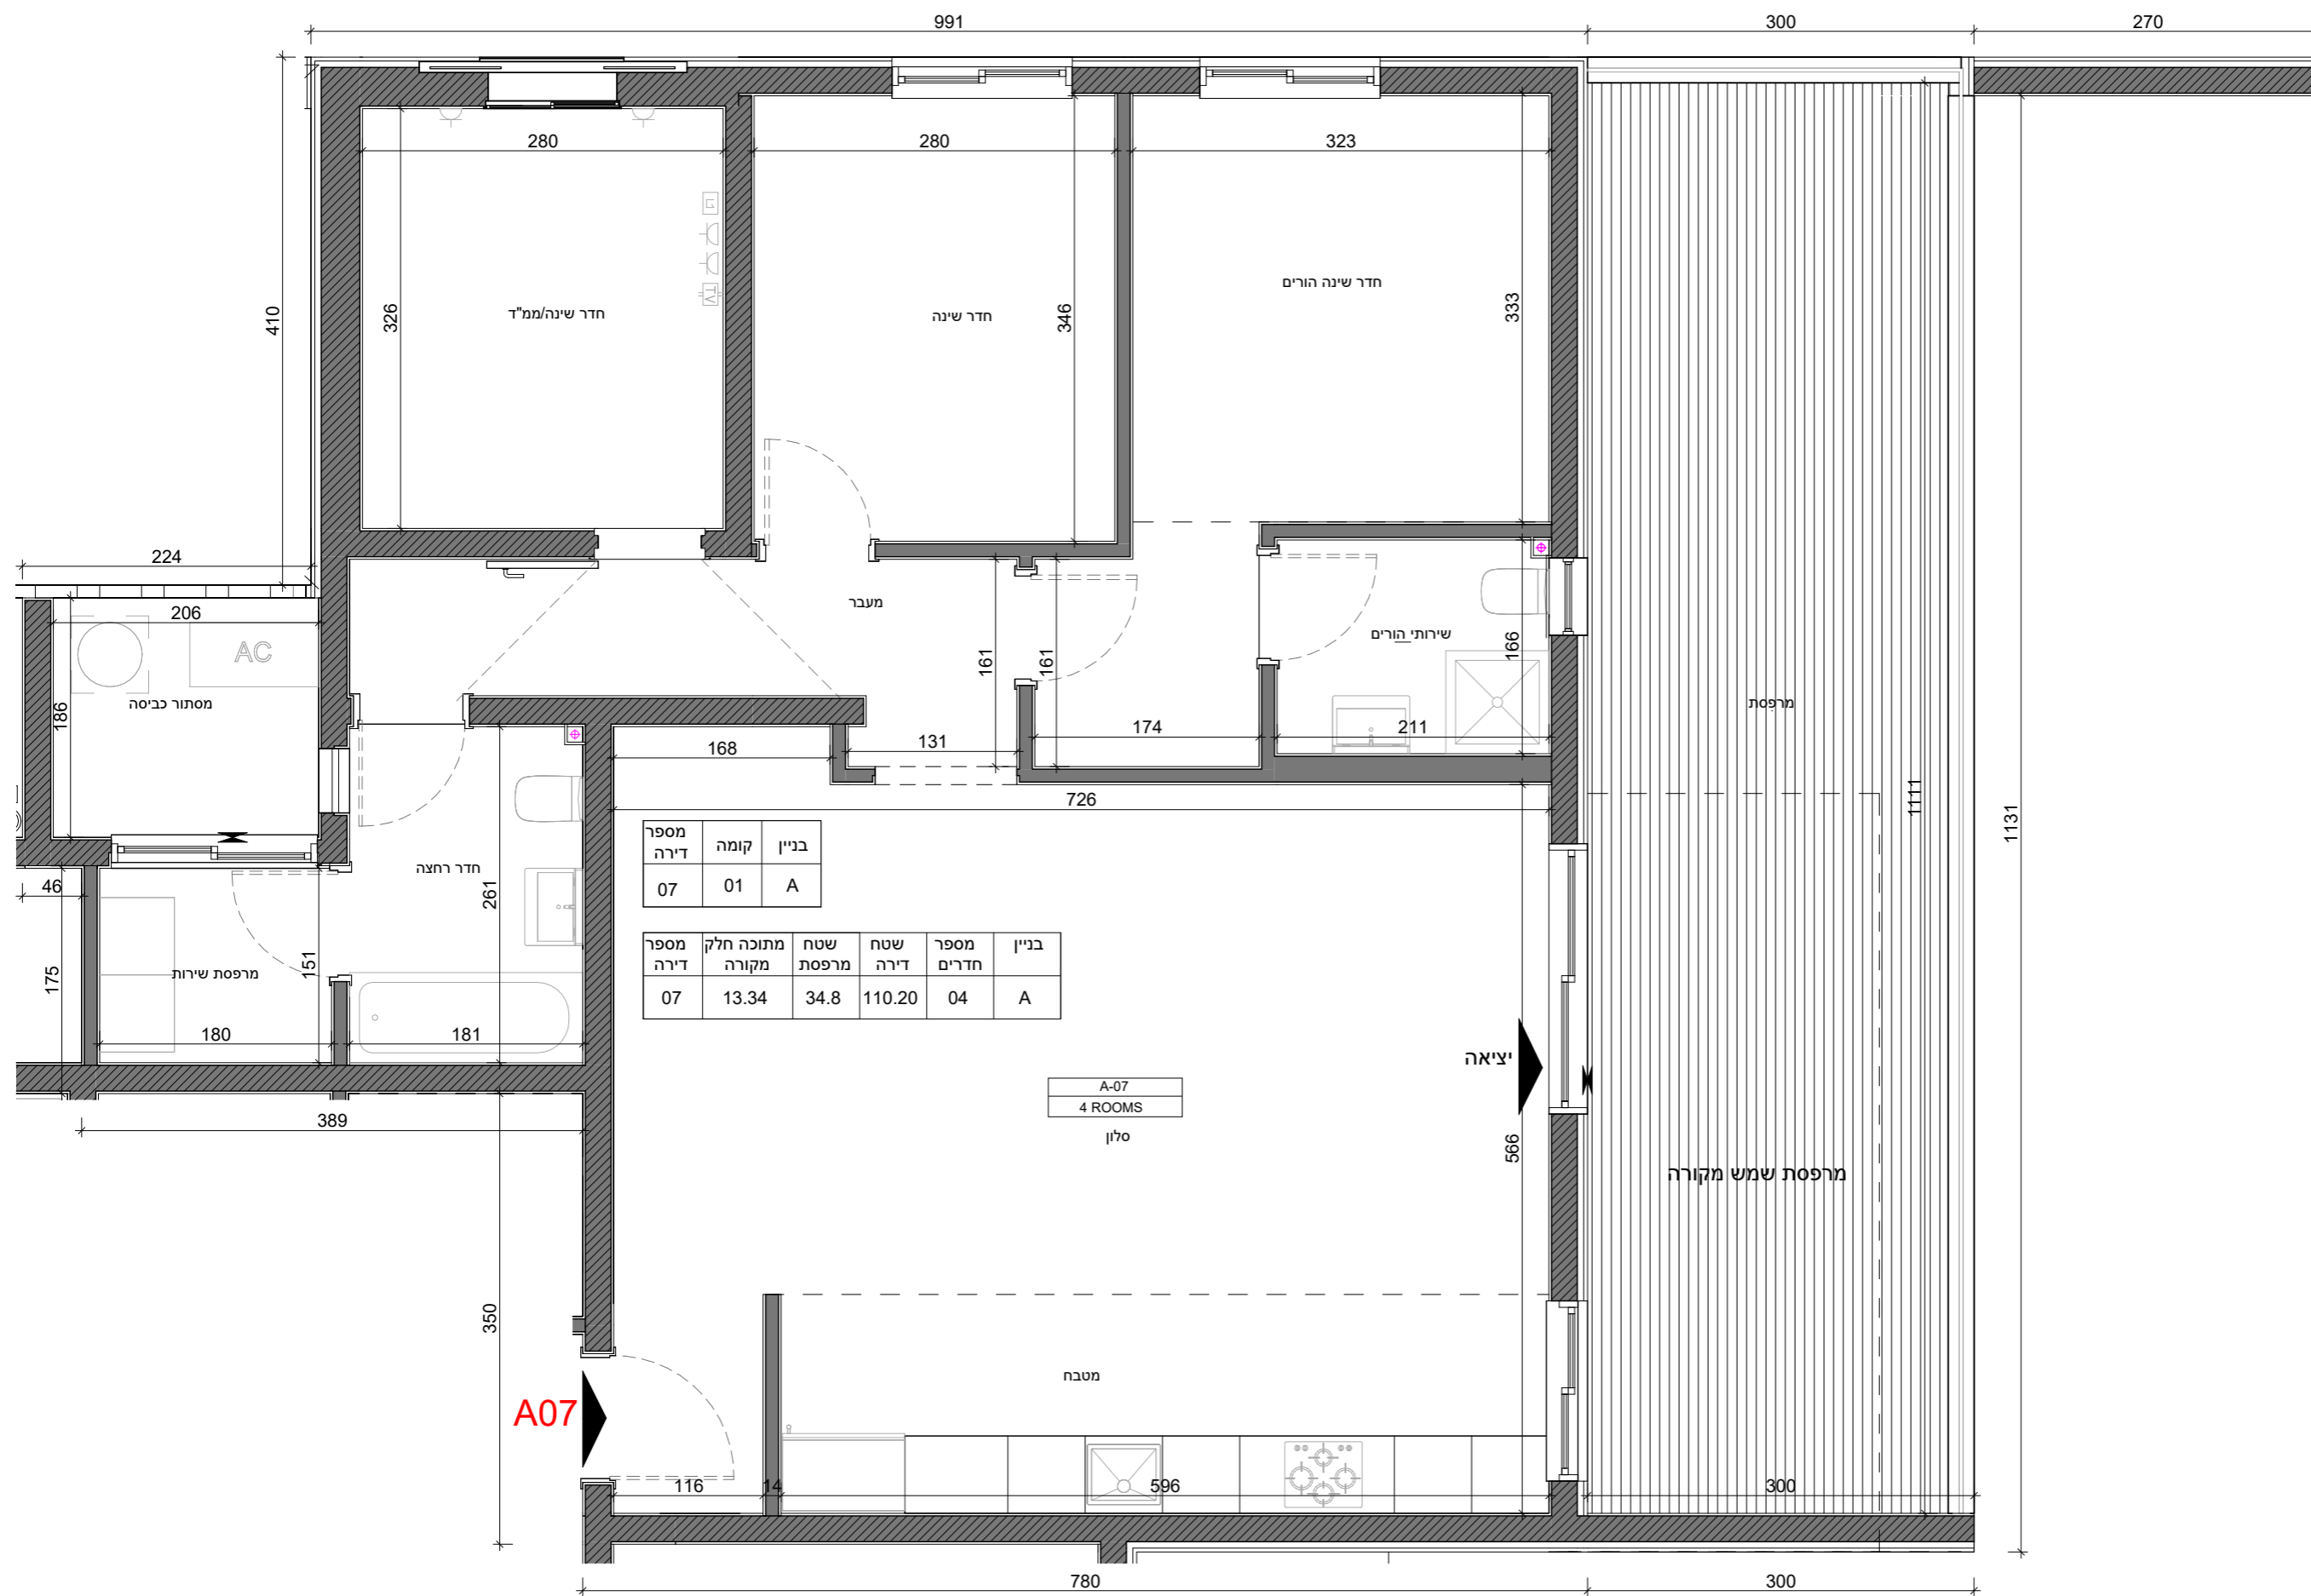 991
300
270
280
280
323
410
326
חדר שינה/ממ"ד
TV
חדר שינה
346
חדר שינה הורים
333
224
206
AC
מסתור כביסה
186
מעבר
161
161
שירותי הורים
166
מרפסת
168
131
174
211
726
1111
1131
מספר דירה
קומה
בניין
07
01
A
46
חדר רחצה
261
מספר דירה
מתוכה חלק מקורה
שטח מרפסת
שטח דירה
מספר חדרים
בניין
07
13.34
34.8
110.20
04
A
175
מרפסת שירות
151
180
181
יציאה
A-07
4 ROOMS
סלון
389
566
מרפסת שמש מקורה
350
מטבח
A07
116
14
596
300
780
300